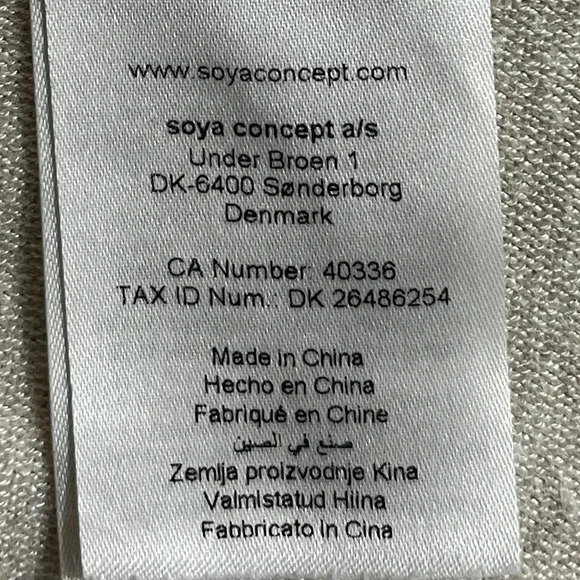 www.soyaconcept.com
soya concept a/s
Under Broen 1
DK-6400 Sønderborg
Denmark
CA Number: 40336
TAX ID Num.: DK 26486254
Made in China
Hecho en China
Fabriqué en Chine
صنع في الصين
Zemlja proizvodnje Kina
Valmistatud Hiina
Fabbricato In Cina